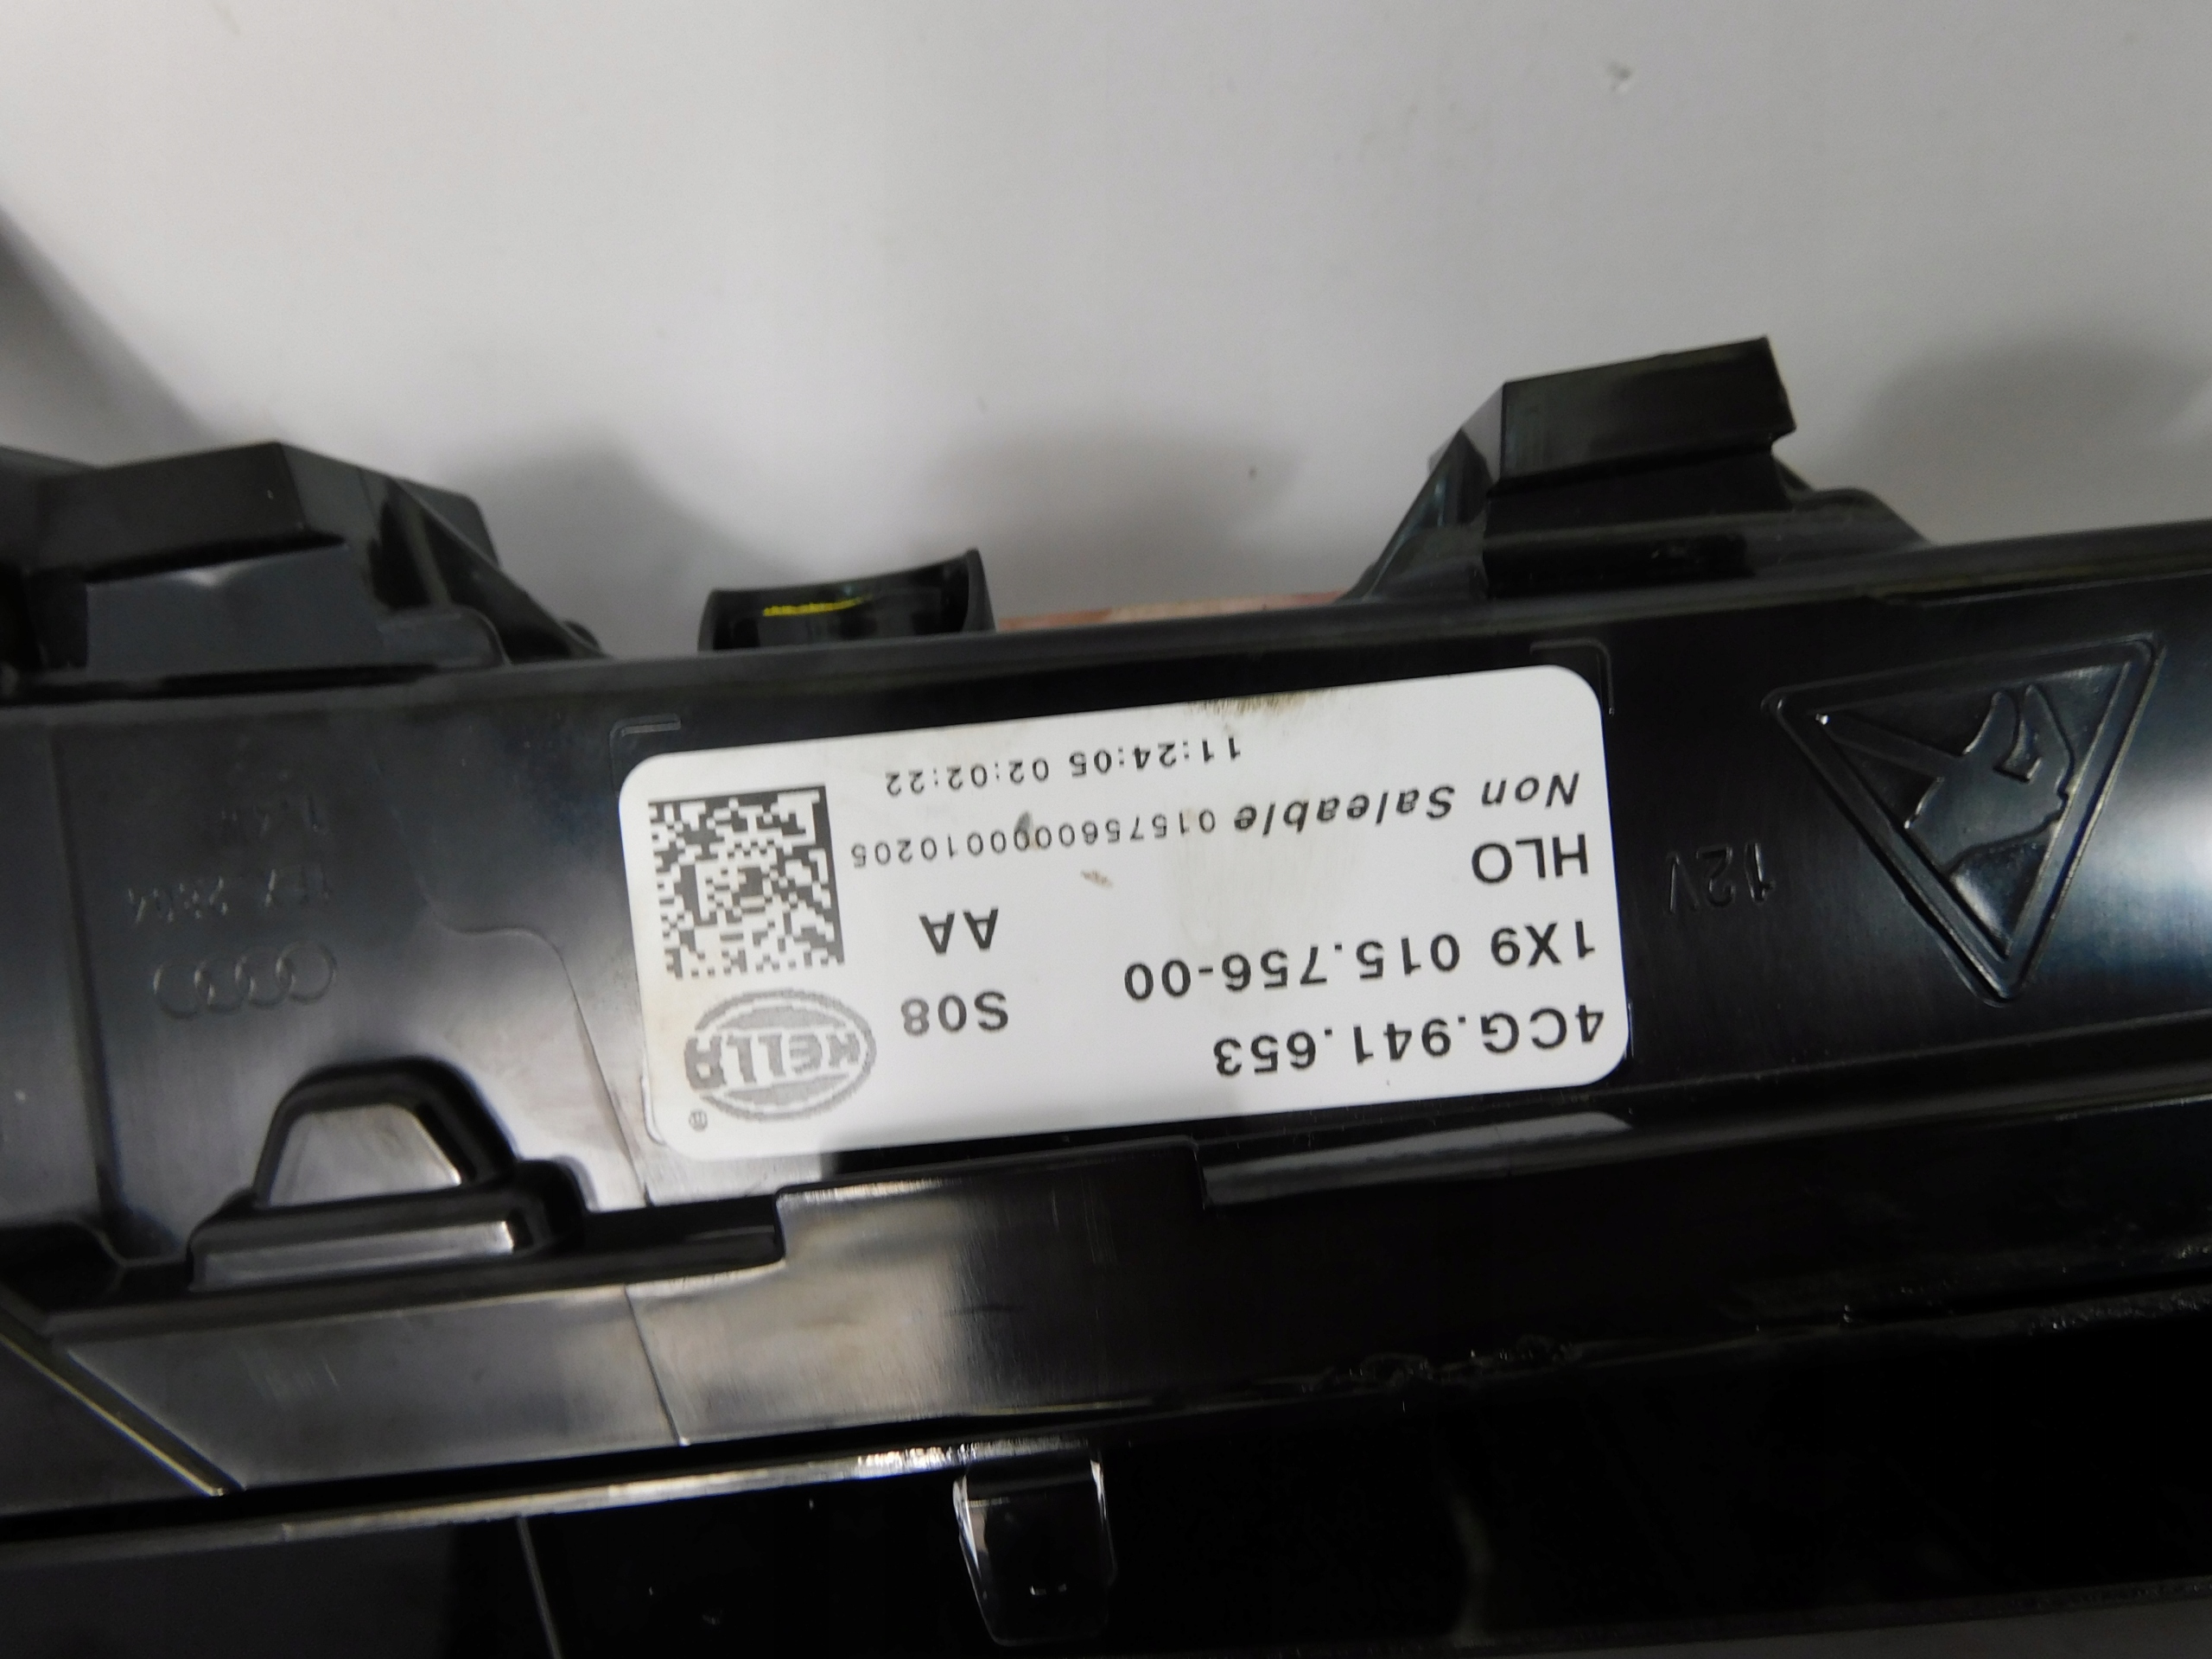 4CG.941.653
S08
HELLA
®
1X9 015.756-00
AA
HLO
Non Saleable 0157560000010205
11:24:05 02:02:22
12V